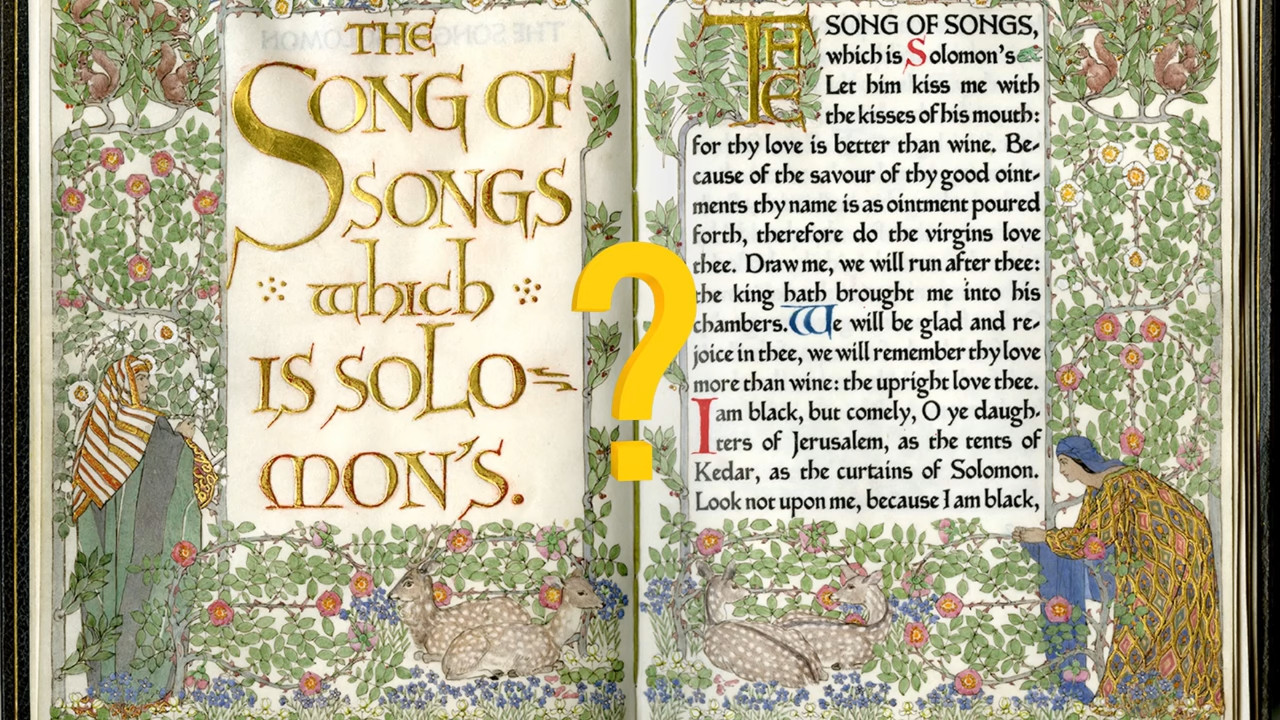 THE
SONG OF
SONGS
which
IS SOLO=
MON'S.
THE SONG OF SONGS,
which is Solomon's
Let him kiss me with
the kisses of his mouth:
for thy love is better than wine. Be-
cause of the savour of thy good oint-
ments thy name is as ointment poured
forth, therefore do the virgins love
thee. Draw me, we will run after thee:
the king hath brought me into his
chambers. We will be glad and re-
joice in thee, we will remember thy love
more than wine: the upright love thee.
I am black, but comely, O ye daugh-
ters of Jerusalem, as the tents of
Kedar, as the curtains of Solomon.
Look not upon me, because I am black,
?